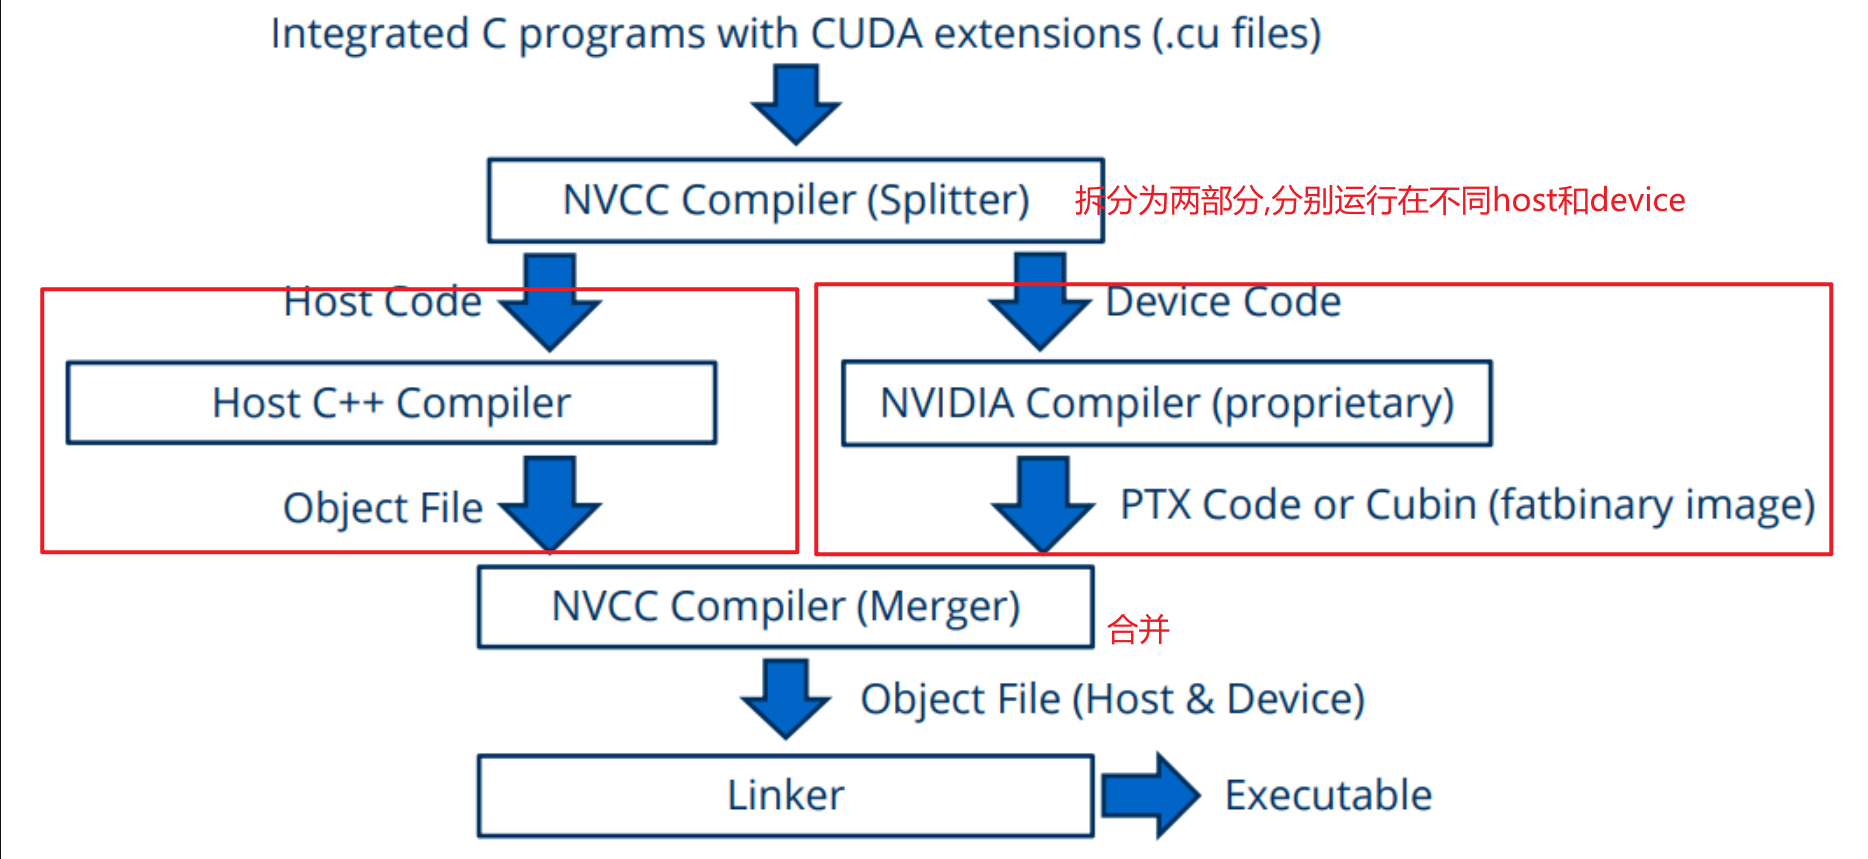 Integrated C programs with CUDA extensions (.cu files)
NVCC Compiler (Splitter)
拆分为两部分,分别运行在不同host和device
Host Code
Device Code
Host C++ Compiler
NVIDIA Compiler (proprietary)
Object File
PTX Code or Cubin (fatbinary image)
NVCC Compiler (Merger)
合并
Object File (Host & Device)
Linker
Executable